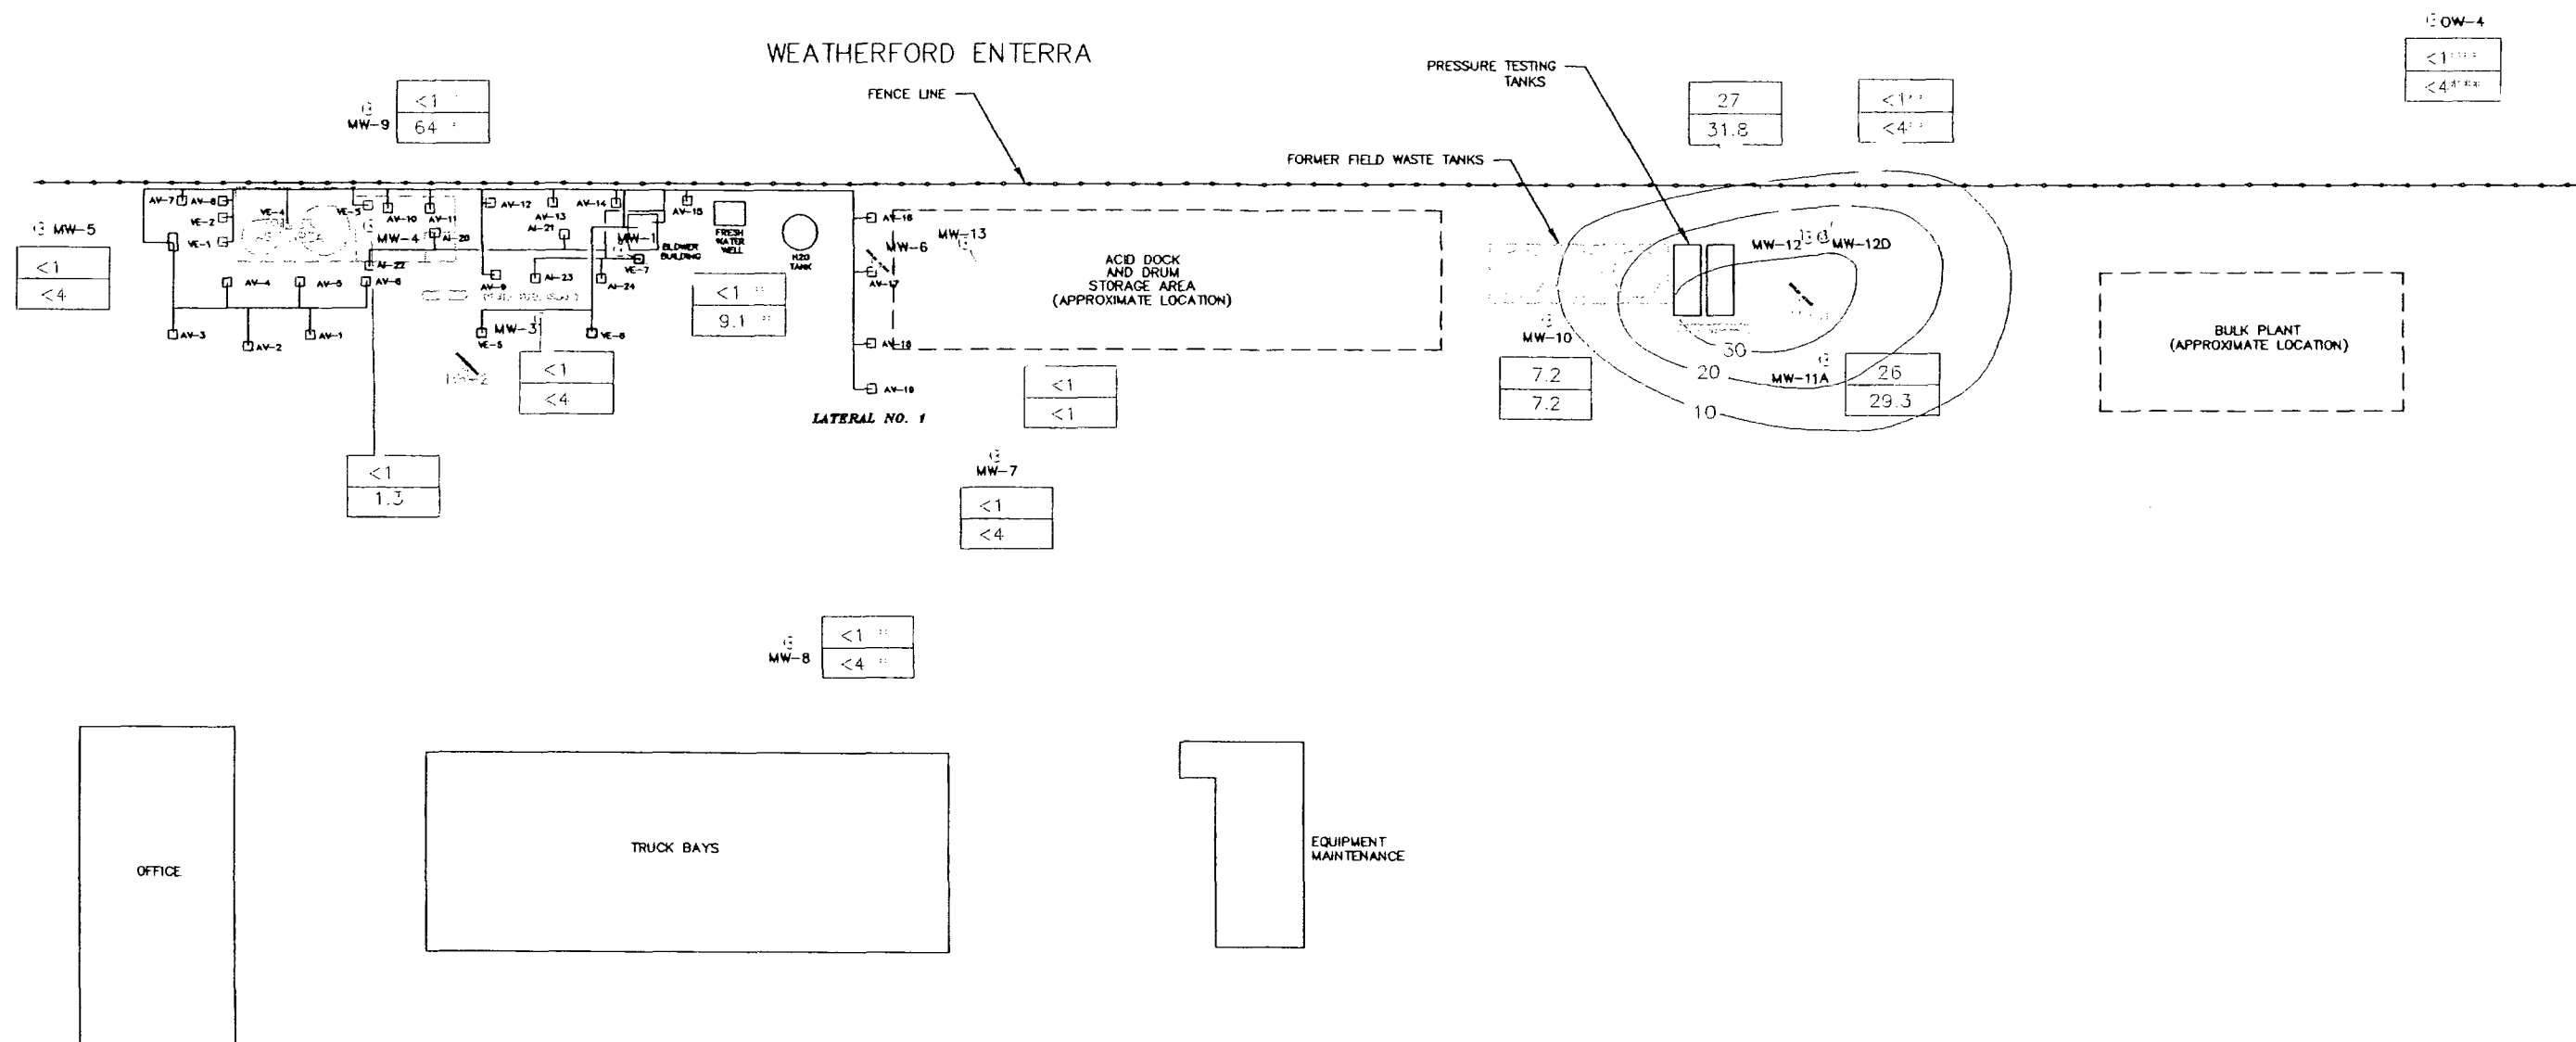 OW-4
WEATHERFORD ENTERRA
<1
<4
PRESSURE TESTING
TANKS
FENCE LINE
<1
64
MW-9
27
31.8
<1
<4
FORMER FIELD WASTE TANKS
AV-7
AV-8
VE-2
VE-1
VE-4
VE-5
AV-10
AV-11
AV-12
AV-13
AV-14
AV-15
AV-16
MW-5
<1
<4
MW-4
AI-20
AI-21
MW-1
BLOWER
BUILDING
FRESH
WATER
WELL
H2O
TANK
MW-6
MW-13
AV-17
ACID DOCK
AND DRUM
STORAGE AREA
(APPROXIMATE LOCATION)
MW-12
MW-12D
AI-22
AV-4
AV-5
AV-6
AV-9
AI-23
AI-24
VE-7
<1
9.1
AV-3
AV-2
AV-1
VE-5
MW-3
VE-6
AV-18
AV-19
MW-10
30
20
10
MW-11A
26
29.3
7.2
7.2
BULK PLANT
(APPROXIMATE LOCATION)
<1
<4
<1
<1
LATERAL NO. 1
<1
1.3
MW-7
<1
<4
MW-8
<1
<4
OFFICE
TRUCK BAYS
EQUIPMENT
MAINTENANCE